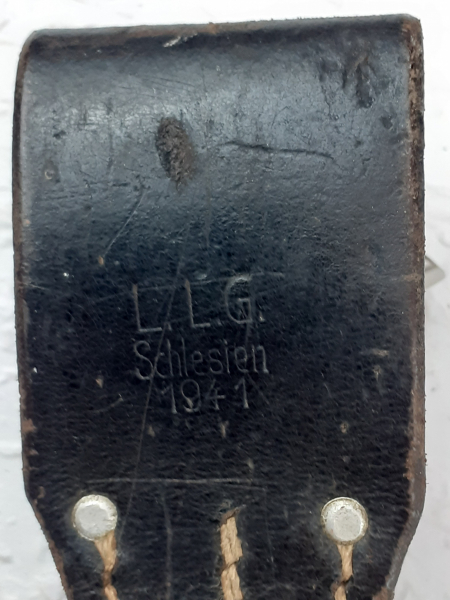 L. L. G.
Schlesien
1941